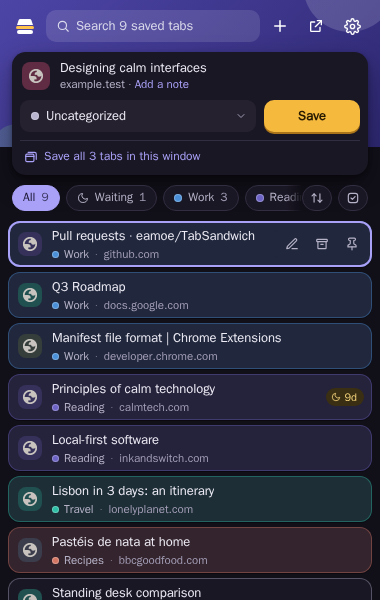 Search 9 saved tabs
Designing calm interfaces
example.test · Add a note
Uncategorized
Save
Save all 3 tabs in this window
All 9
Waiting 1
Work 3
Readi
Pull requests · eamoe/TabSandwich
Work · github.com
Q3 Roadmap
Work · docs.google.com
Manifest file format | Chrome Extensions
Work · developer.chrome.com
Principles of calm technology
Reading · calmtech.com
9d
Local-first software
Reading · inkandswitch.com
Lisbon in 3 days: an itinerary
Travel · lonelyplanet.com
Pastéis de nata at home
Recipes · bbcgoodfood.com
Standing desk comparison